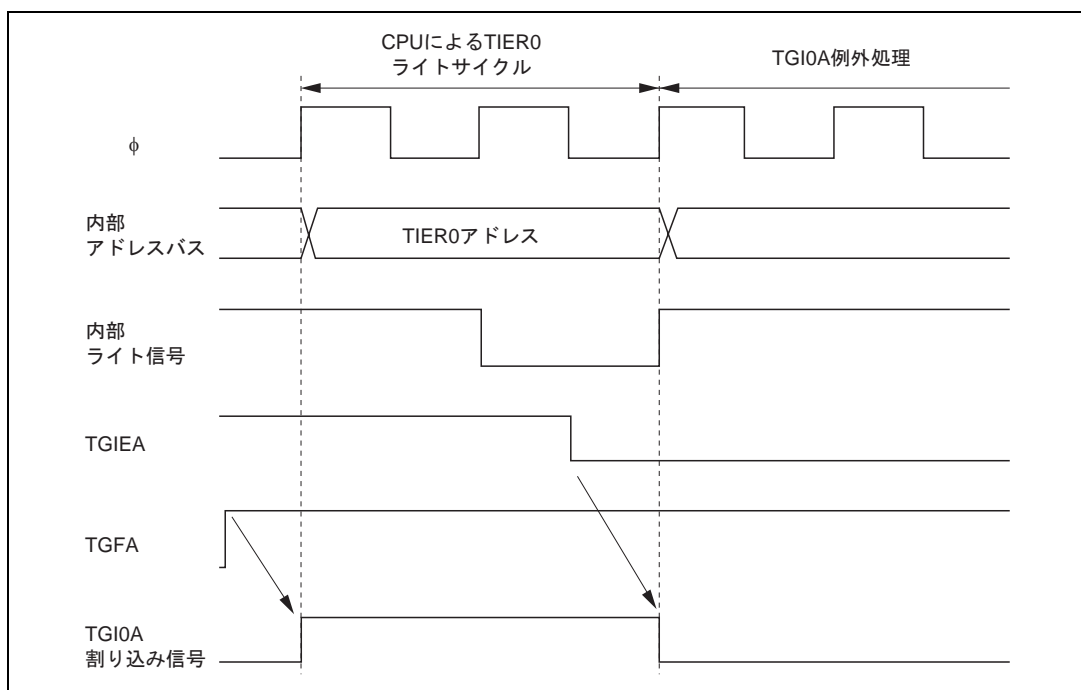 CPUによるTIER0
ライトサイクル
TGI0A例外処理
φ
内部
アドレスバス
TIER0アドレス
内部
ライト信号
TGIEA
TGFA
TGI0A
割り込み信号